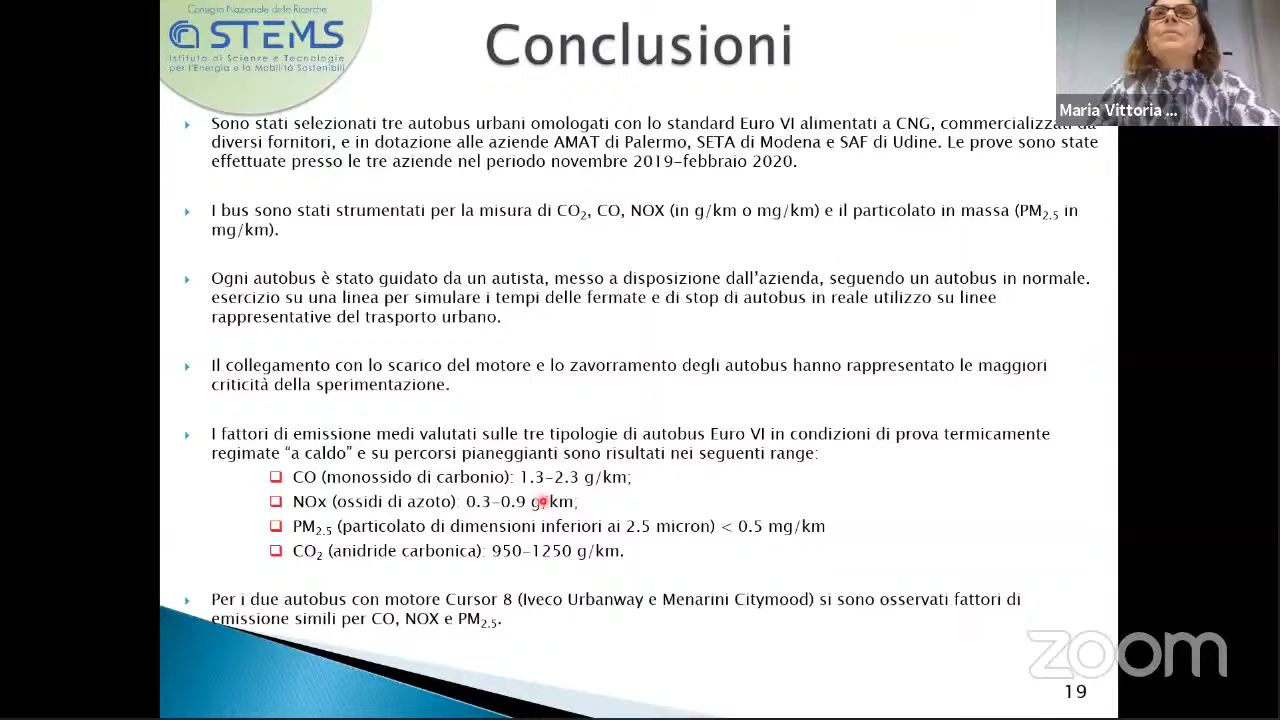 Consiglio Nazionale delle Ricerche
STEMS
Istituto di Scienze e Tecnologie
per l'Energia e la Mobilità Sostenibili
Conclusioni
Maria Vittoria ...
Sono stati selezionati tre autobus urbani omologati con lo standard Euro VI alimentati a CNG, commercializzati da
diversi fornitori, e in dotazione alle aziende AMAT di Palermo, SETA di Modena e SAF di Udine. Le prove sono state
effettuate presso le tre aziende nel periodo novembre 2019-febbraio 2020.
I bus sono stati strumentati per la misura di CO2, CO, NOX (in g/km o mg/km) e il particolato in massa (PM2.5 in
mg/km).
Ogni autobus è stato guidato da un autista, messo a disposizione dall'azienda, seguendo un autobus in normale.
esercizio su una linea per simulare i tempi delle fermate e di stop di autobus in reale utilizzo su linee
rappresentative del trasporto urbano.
Il collegamento con lo scarico del motore e lo zavorramento degli autobus hanno rappresentato le maggiori
criticità della sperimentazione.
I fattori di emissione medi valutati sulle tre tipologie di autobus Euro VI in condizioni di prova termicamente
regimate “a caldo” e su percorsi pianeggianti sono risultati nei seguenti range:
CO (monossido di carbonio): 1.3-2.3 g/km;
NOx (ossidi di azoto): 0.3-0.9 g/km;
PM2.5 (particolato di dimensioni inferiori ai 2.5 micron) < 0.5 mg/km
CO2 (anidride carbonica): 950-1250 g/km.
Per i due autobus con motore Cursor 8 (Iveco Urbanway e Menarini Citymood) si sono osservati fattori di
emissione simili per CO, NOX e PM2.5.
zoom
19